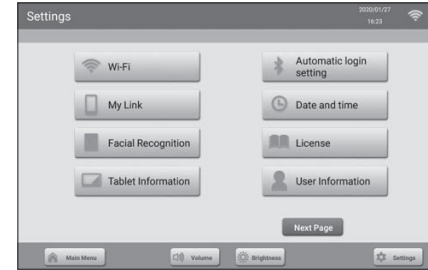 Settings
2020/01/27
16:23
Wi-Fi
Automatic login
setting
My Link
Date and time
Facial Recognition
License
Tablet Information
User Information
Next Page
Main Menu
Volume
Brightness
Settings